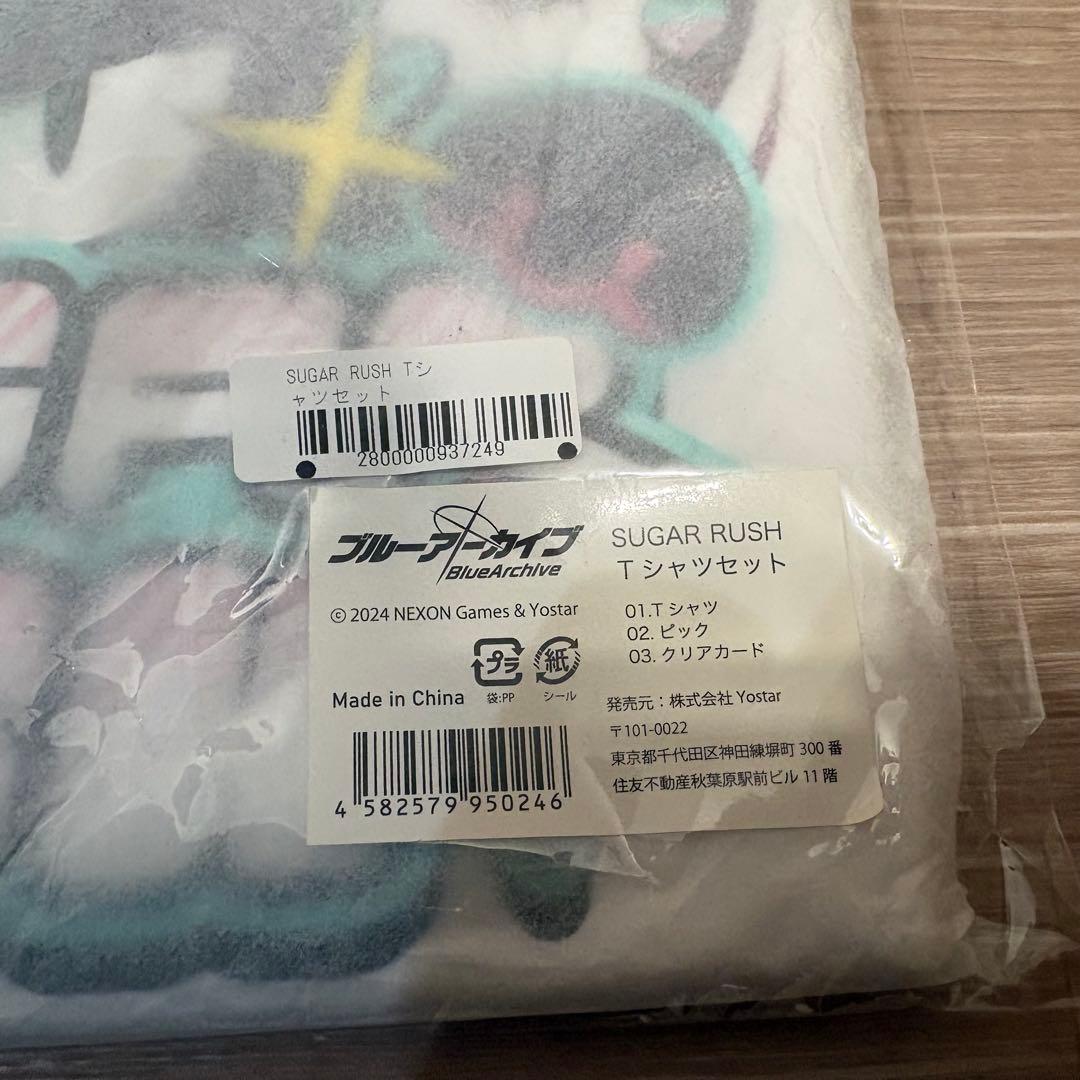 SUGAR RUSH Tシ
ャツセット
2800000937249
ブルーアーカイブ
BlueArchive
© 2024 NEXON Games & Yostar
プラ
紙
袋:PP
シール
Made in China
4 582579 950246
SUGAR RUSH
Tシャツセット
01.Tシャツ
02.ピック
03.クリアカード
発売元：株式会社 Yostar
〒101-0022
東京都千代田区神田練塀町 300 番
住友不動産秋葉原駅前ビル 11 階